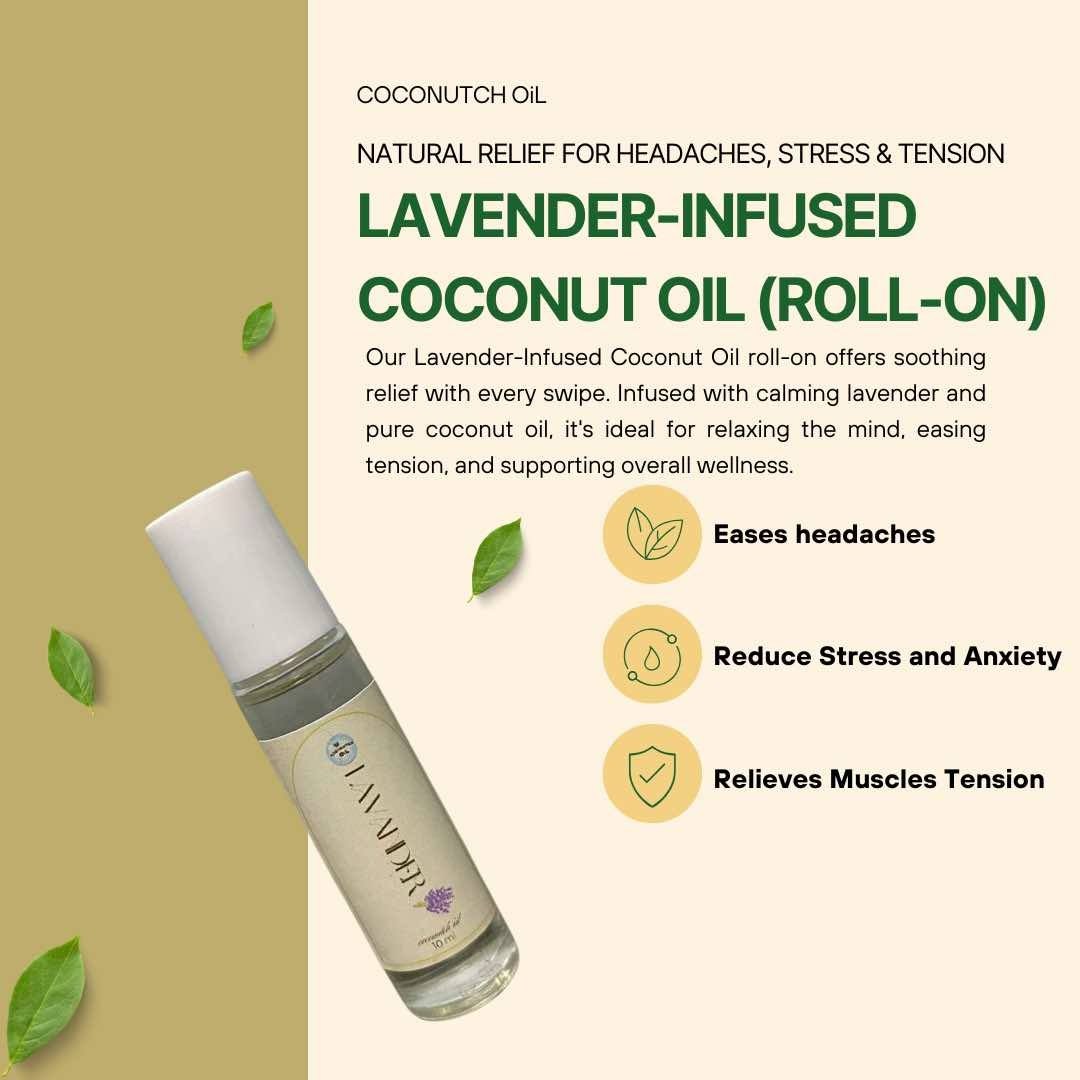 COCONUTCH OiL
NATURAL RELIEF FOR HEADACHES, STRESS & TENSION
LAVENDER-INFUSED
COCONUT OIL (ROLL-ON)
Our Lavender-Infused Coconut Oil roll-on offers soothing
relief with every swipe. Infused with calming lavender and
pure coconut oil, it's ideal for relaxing the mind, easing
tension, and supporting overall wellness.
Eases headaches
Reduce Stress and Anxiety
Relieves Muscles Tension
LAVANDER
coconutch oil
10 ml